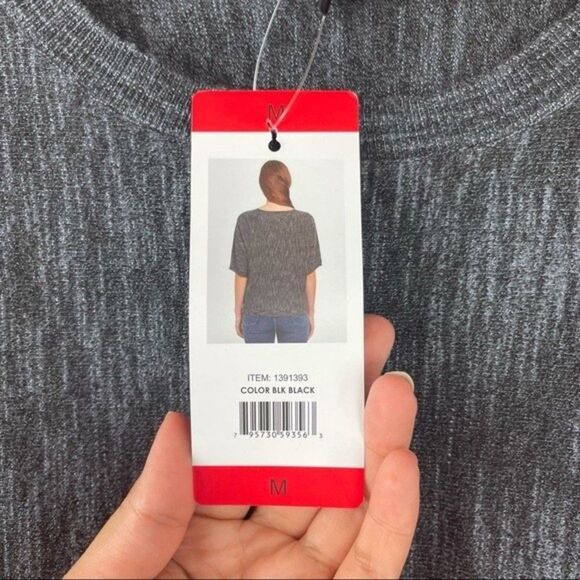 M
ITEM: 1391393
COLOR BLK BLACK
7 95730 59356 3
M